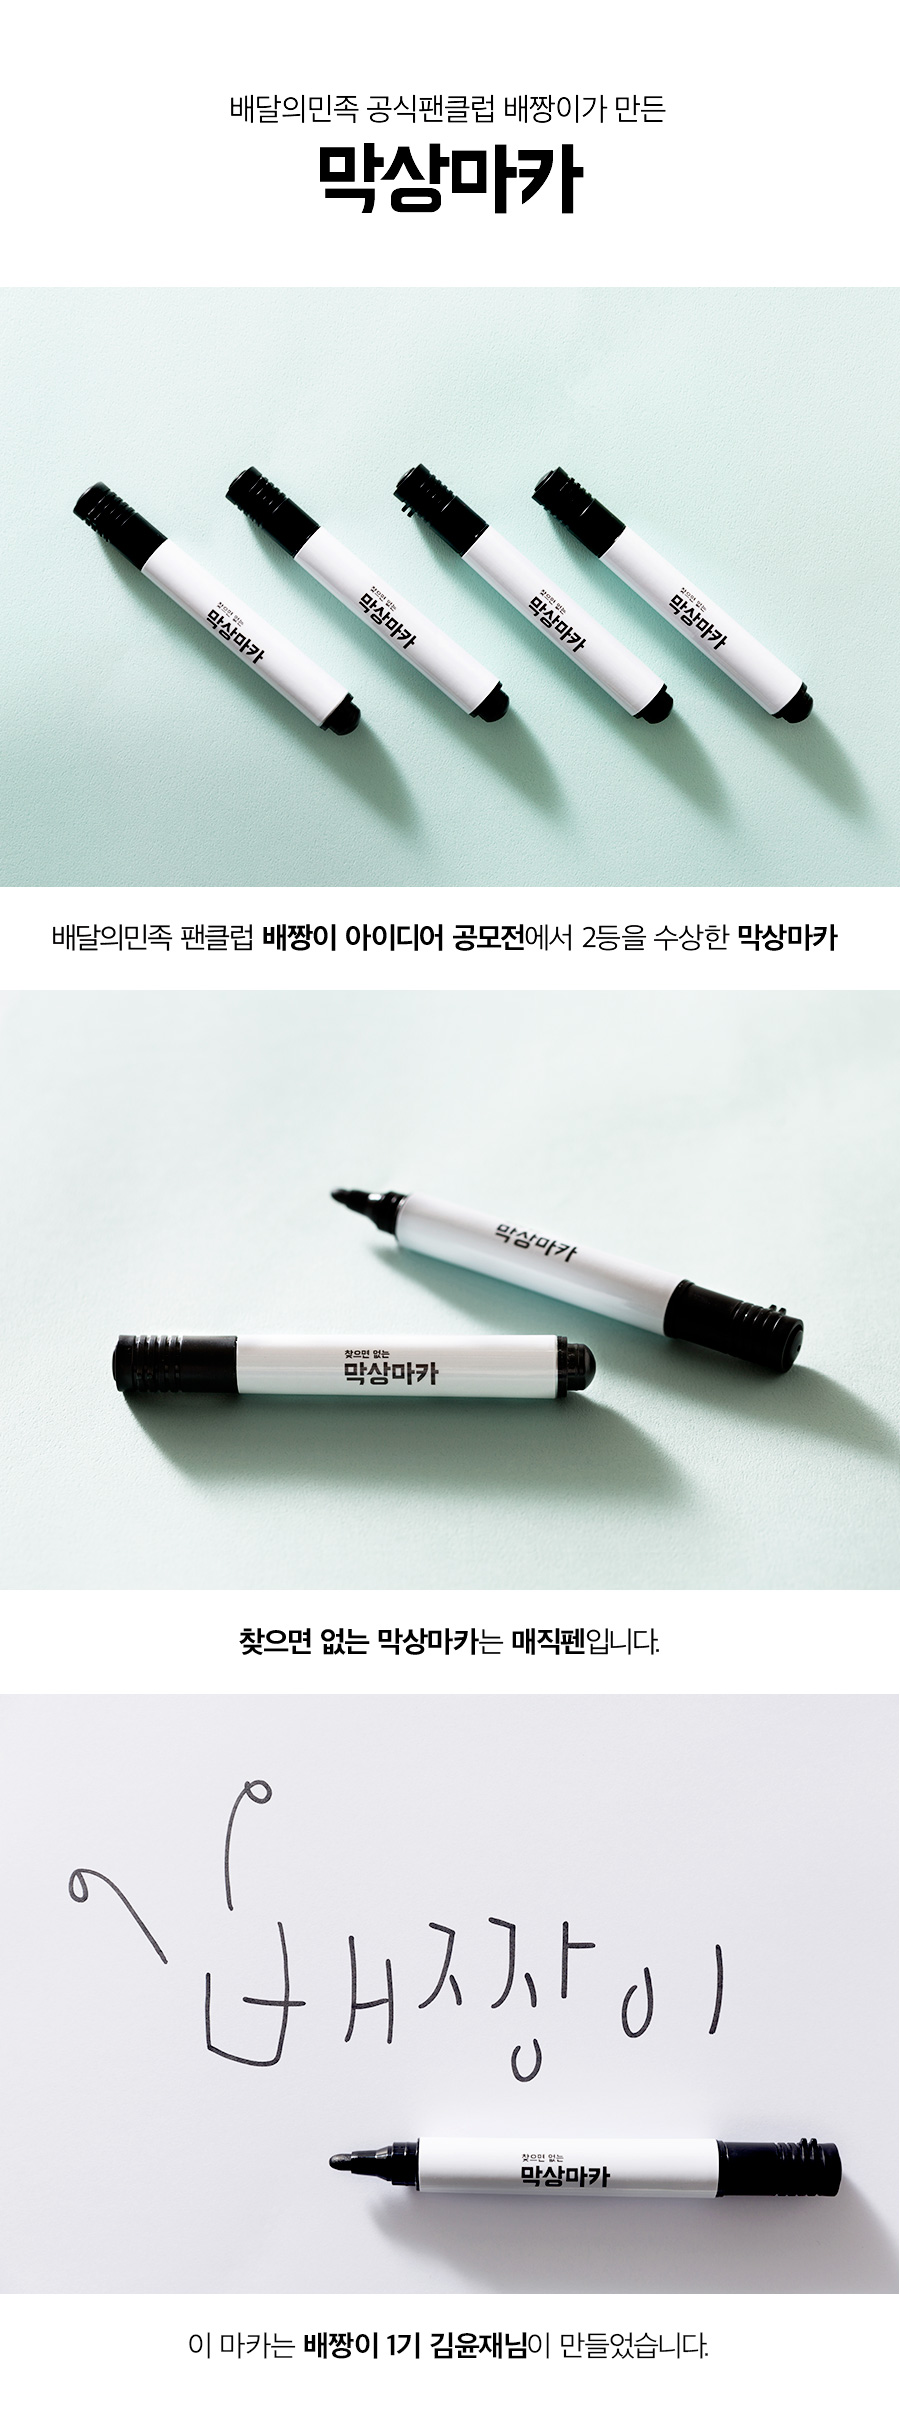 배달의민족 공식팬클럽 배짱이가 만든
막상마카
찾으면 없는
막상마카
찾으면 없는
막상마카
찾으면 없는
막상마카
찾으면 없는
막상마카
배달의민족 팬클럽 배짱이 아이디어 공모전에서 2등을 수상한 막상마카
막상마카
찾으면 없는
막상마카
찾으면 없는 막상마카는 매직펜입니다.
배짱이
찾으면 없는
막상마카
이 마카는 배짱이 1기 김윤재님이 만들었습니다.